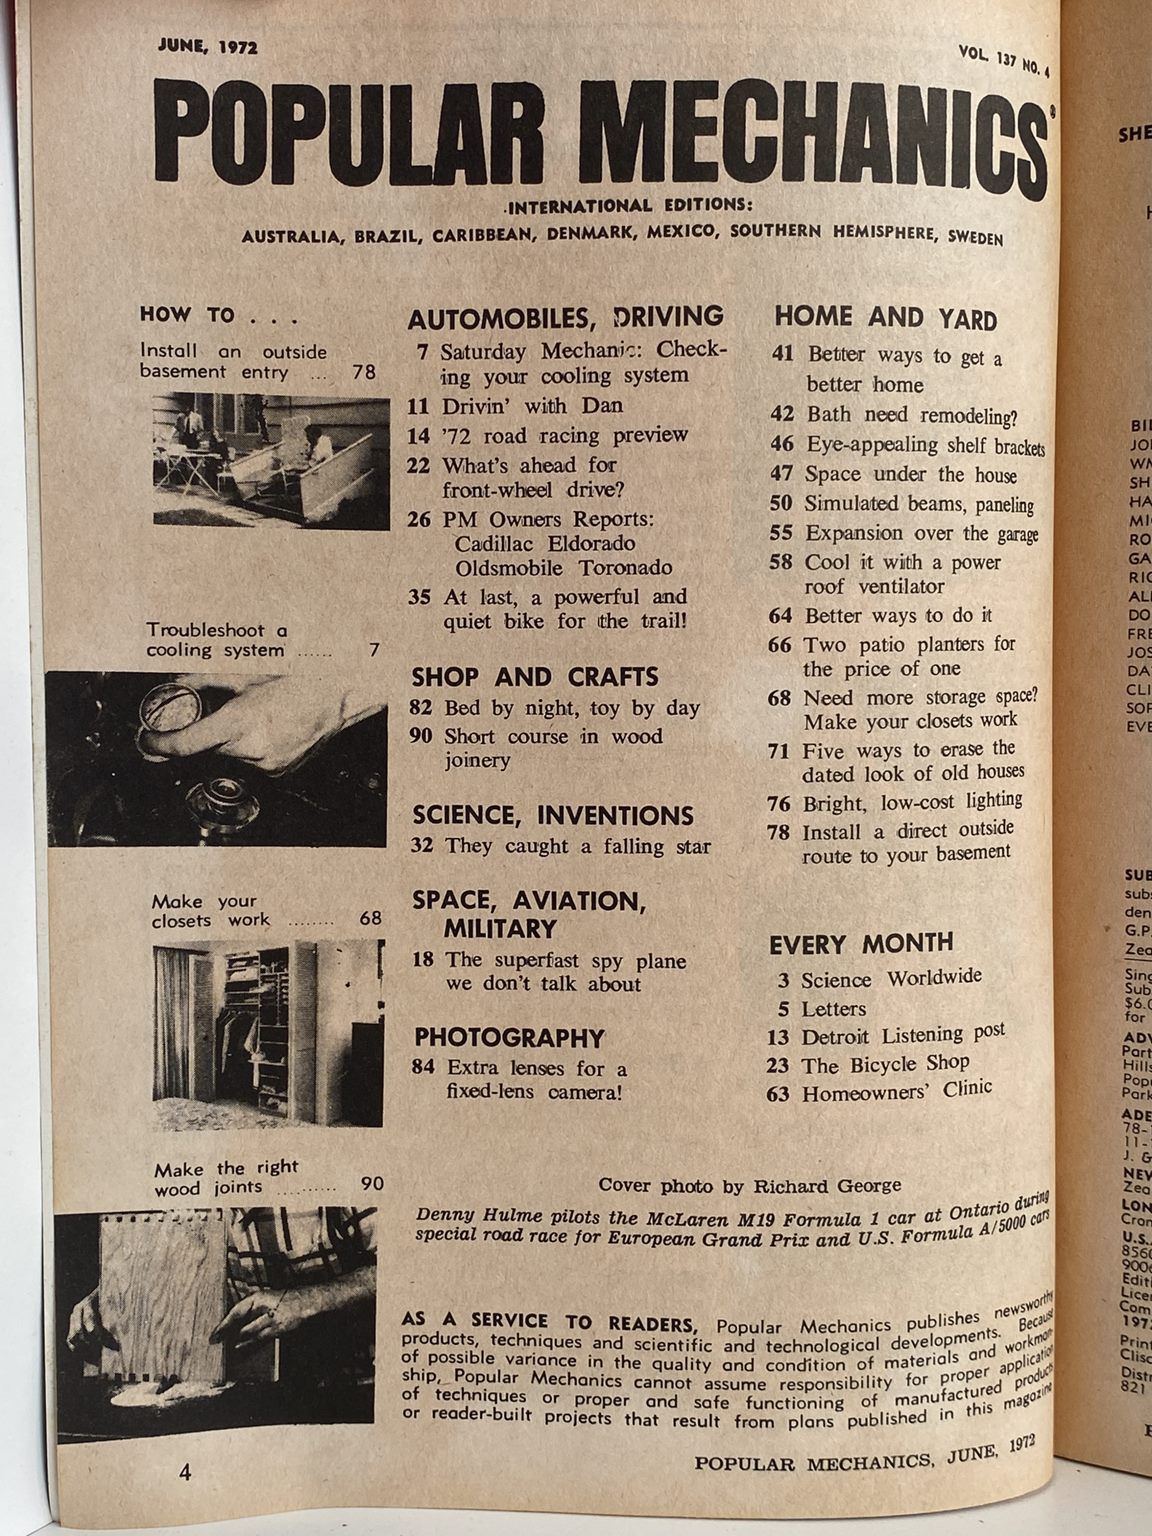 JUNE, 1972
VOL. 137 NO. 4
POPULAR MECHANICS®
INTERNATIONAL EDITIONS:
AUSTRALIA, BRAZIL, CARIBBEAN, DENMARK, MEXICO, SOUTHERN HEMISPHERE, SWEDEN
HOW TO . . .
Install an outside
basement entry ... 78
Troubleshoot a
cooling system ...... 7
Make your
closets work ........ 68
Make the right
wood joints .......... 90
AUTOMOBILES, DRIVING
7 Saturday Mechanic: Check-
ing your cooling system
11 Drivin' with Dan
14 '72 road racing preview
22 What's ahead for
front-wheel drive?
26 PM Owners Reports:
Cadillac Eldorado
Oldsmobile Toronado
35 At last, a powerful and
quiet bike for the trail!
SHOP AND CRAFTS
82 Bed by night, toy by day
90 Short course in wood
joinery
SCIENCE, INVENTIONS
32 They caught a falling star
SPACE, AVIATION,
MILITARY
18 The superfast spy plane
we don't talk about
PHOTOGRAPHY
84 Extra lenses for a
fixed-lens camera!
HOME AND YARD
41 Better ways to get a
better home
42 Bath need remodeling?
46 Eye-appealing shelf brackets
47 Space under the house
50 Simulated beams, paneling
55 Expansion over the garage
58 Cool it with a power
roof ventilator
64 Better ways to do it
66 Two patio planters for
the price of one
68 Need more storage space?
Make your closets work
71 Five ways to erase the
dated look of old houses
76 Bright, low-cost lighting
78 Install a direct outside
route to your basement
EVERY MONTH
3 Science Worldwide
5 Letters
13 Detroit Listening post
23 The Bicycle Shop
63 Homeowners' Clinic
Cover photo by Richard George
Denny Hulme pilots the McLaren M19 Formula 1 car at Ontario during
special road race for European Grand Prix and U.S. Formula A/5000 cars
AS A SERVICE TO READERS, Popular Mechanics publishes newsworthy
products, techniques and scientific and technological developments. Because
of possible variance in the quality and condition of materials and workman-
ship, Popular Mechanics cannot assume responsibility for proper application
of techniques or proper and safe functioning of manufactured products
or reader-built projects that result from plans published in this magazine
4
POPULAR MECHANICS, JUNE, 1972